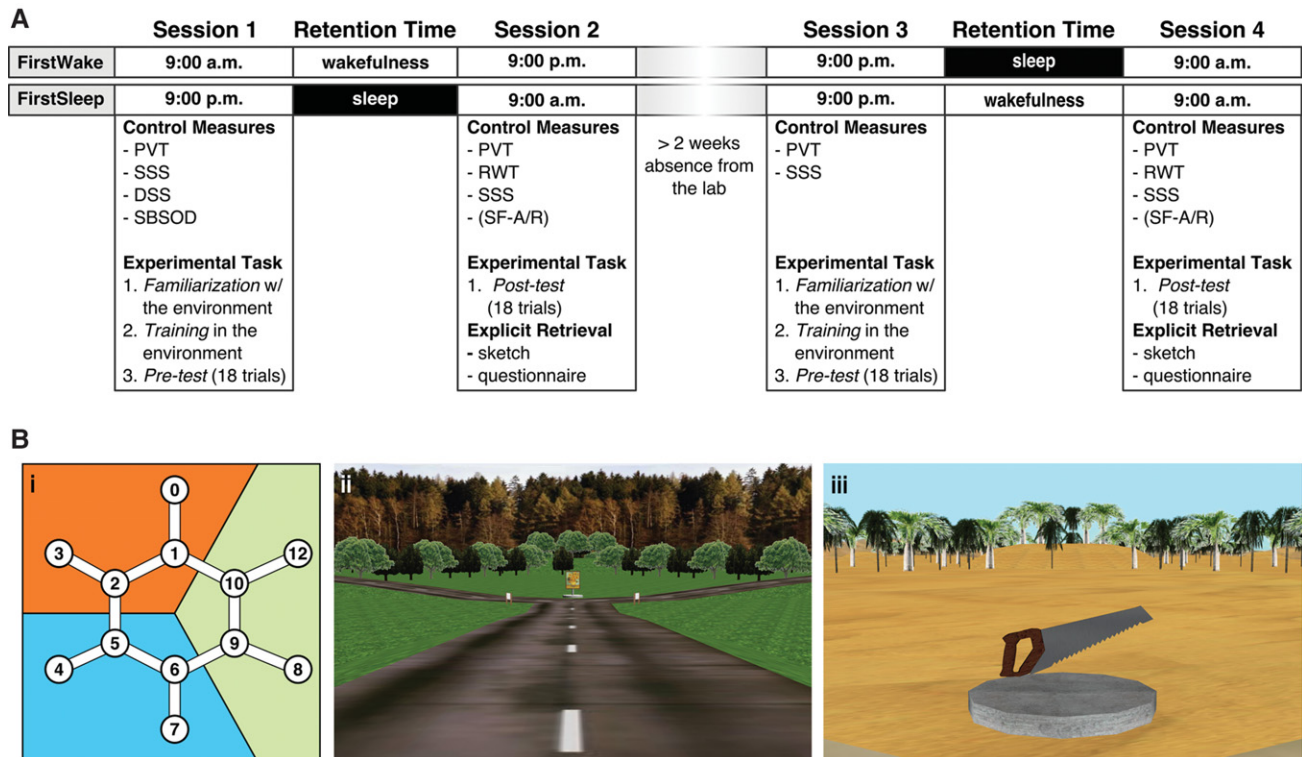 A
Session 1 Retention Time Session 2 Session 3 Retention Time Session 4
FirstWake 9:00 a.m. wakefulness 9:00 p.m. 9:00 p.m. sleep 9:00 a.m.
FirstSleep 9:00 p.m. sleep 9:00 a.m. 9:00 p.m. wakefulness 9:00 a.m.
Control Measures
- PVT
- SSS
- DSS
- SBSOD
Experimental Task
1. Familiarization w/
the environment
2. Training in the
environment
3. Pre-test (18 trials)
Control Measures
- PVT
- RWT
- SSS
- (SF-A/R)
Experimental Task
1. Post-test
(18 trials)
Explicit Retrieval
- sketch
- questionnaire
> 2 weeks
absence from
the lab
Control Measures
- PVT
- SSS
Experimental Task
1. Familiarization w/
the environment
2. Training in the
environment
3. Pre-test (18 trials)
Control Measures
- PVT
- RWT
- SSS
- (SF-A/R)
Experimental Task
1. Post-test
(18 trials)
Explicit Retrieval
- sketch
- questionnaire
B
i
0
3
1
12
2
10
5
9
4
6
8
7
ii
iii